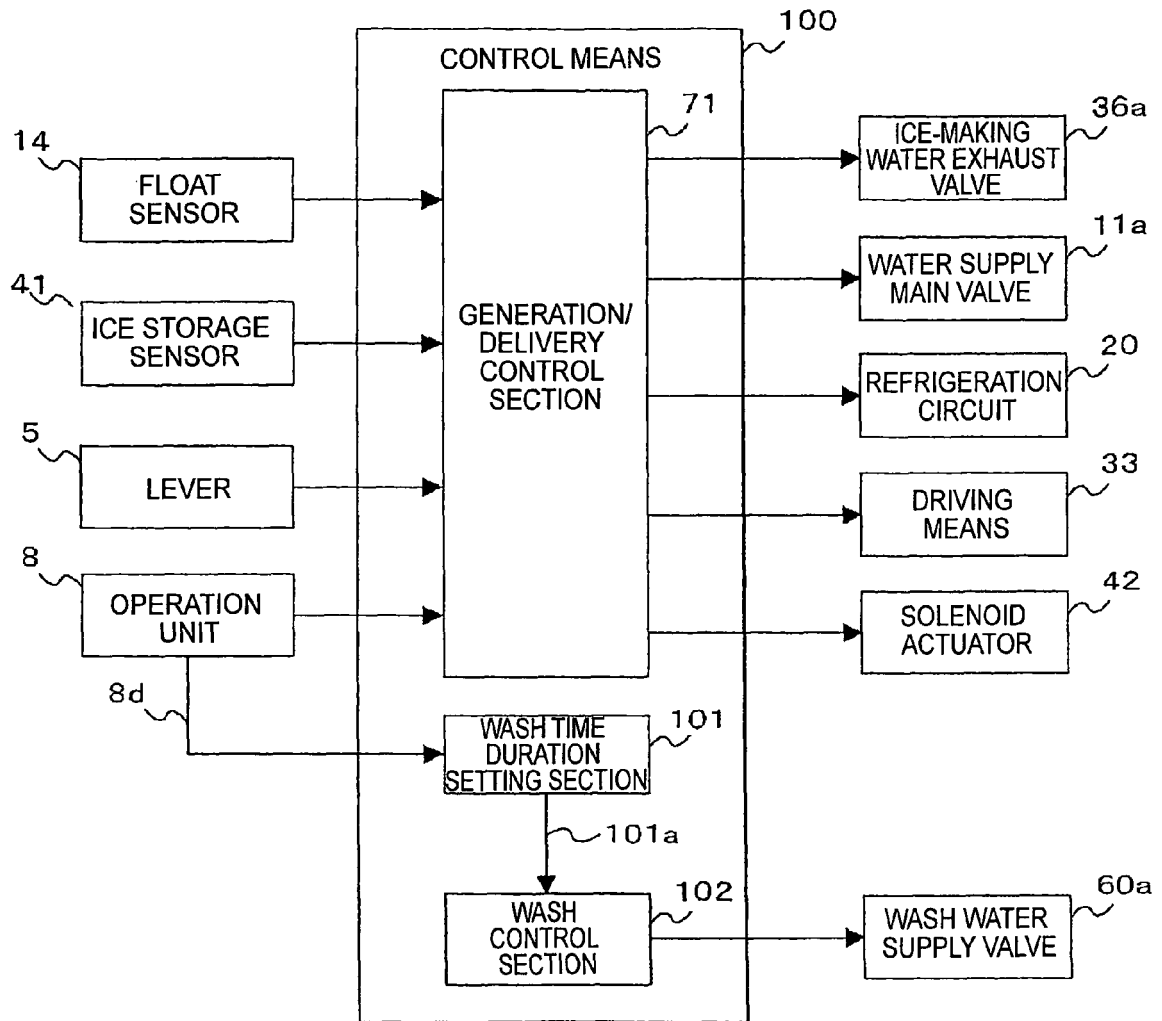 100
CONTROL MEANS
14
FLOAT
SENSOR
41
ICE STORAGE
SENSOR
5
LEVER
8
OPERATION
UNIT
8d
71
GENERATION/
DELIVERY
CONTROL
SECTION
101
WASH TIME
DURATION
SETTING SECTION
101a
102
WASH
CONTROL
SECTION
36a
ICE-MAKING
WATER EXHAUST
VALVE
11a
WATER SUPPLY
MAIN VALVE
20
REFRIGERATION
CIRCUIT
33
DRIVING
MEANS
42
SOLENOID
ACTUATOR
60a
WASH WATER
SUPPLY VALVE